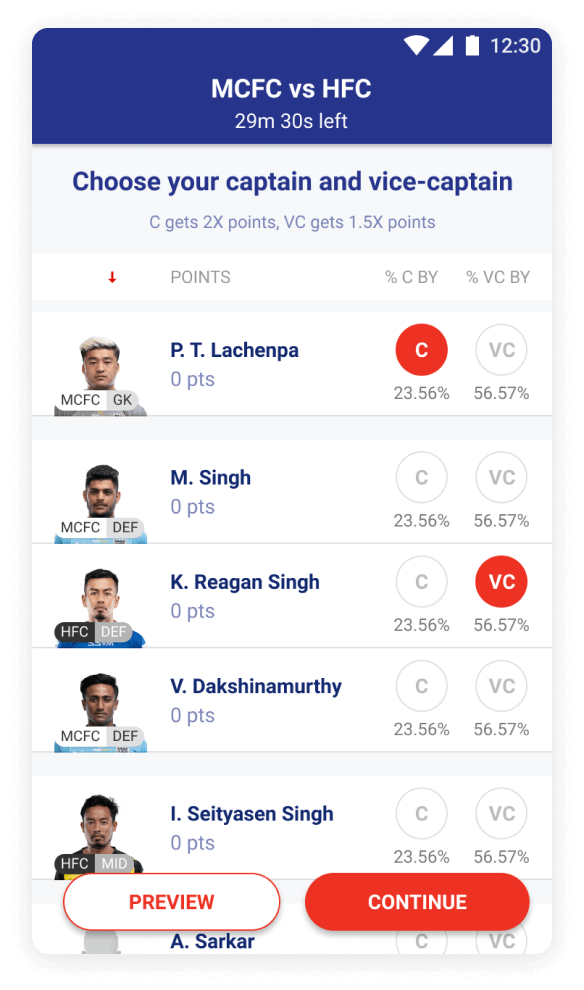 12:30
MCFC vs HFC
29m 30s left
Choose your captain and vice-captain
C gets 2X points, VC gets 1.5X points
POINTS % C BY % VC BY
P. T. Lachenpa C VC
0 pts
MCFC GK 23.56% 56.57%
M. Singh C VC
0 pts
MCFC DEF 23.56% 56.57%
K. Reagan Singh C VC
0 pts
HFC DEF 23.56% 56.57%
V. Dakshinamurthy C VC
0 pts
MCFC DEF 23.56% 56.57%
I. Seityasen Singh C VC
0 pts
HFC MID 23.56% 56.57%
PREVIEW CONTINUE
A. Sarkar C VC